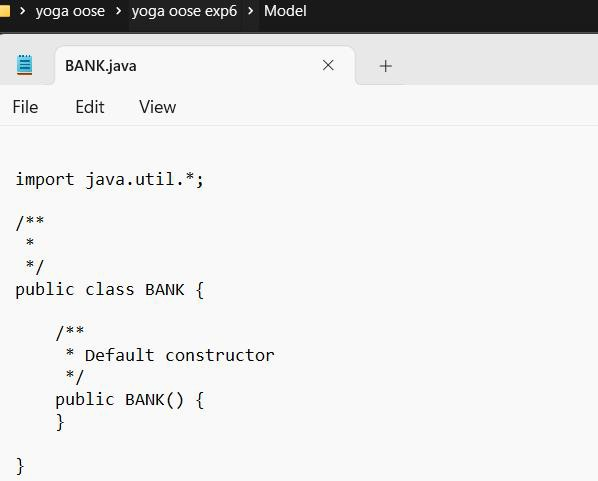 yoga oose > yoga oose exp6 > Model
BANK.java
File Edit View
import java.util.*;
/**
 *
 */
public class BANK {
    /**
     * Default constructor
     */
    public BANK() {
    }
}